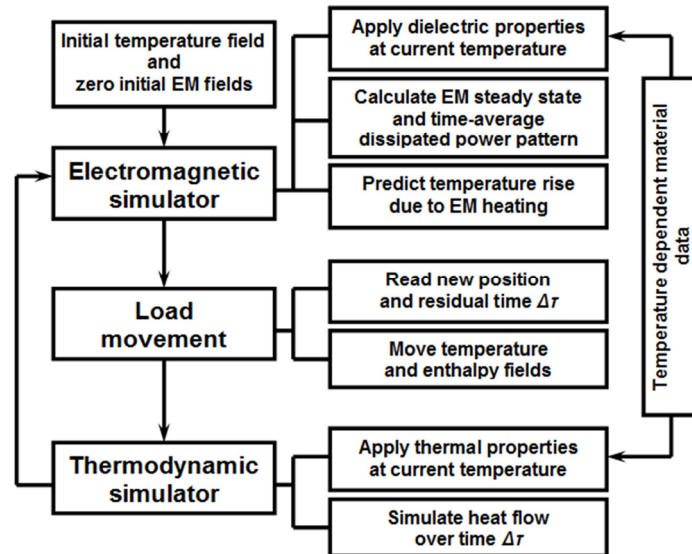 Initial temperature field
and
zero initial EM fields
Electromagnetic
simulator
Load
movement
Thermodynamic
simulator
Apply dielectric properties
at current temperature
Calculate EM steady state
and time-average
dissipated power pattern
Predict temperature rise
due to EM heating
Read new position
and residual time Δτ
Move temperature
and enthalpy fields
Apply thermal properties
at current temperature
Simulate heat flow
over time Δτ
Temperature dependent material
data